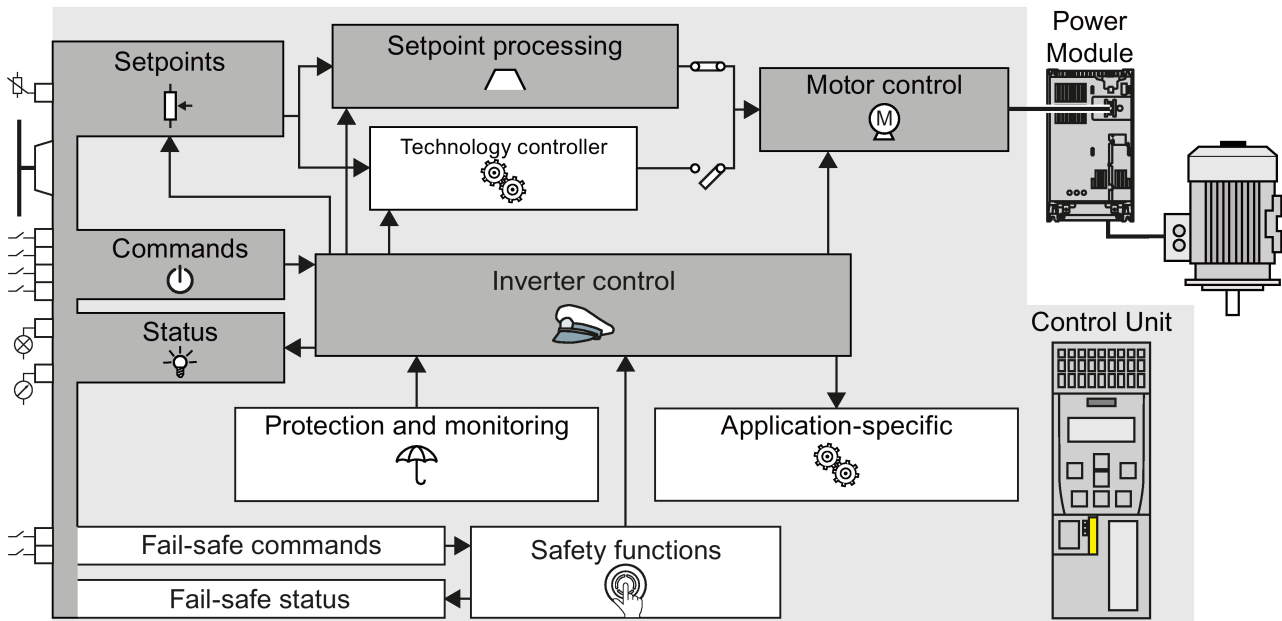 Power
Module
Setpoint processing
Setpoints
Motor control
M
Technology controller
Commands
Inverter control
Status
Control Unit
Protection and monitoring
Application-specific
Fail-safe commands
Safety functions
Fail-safe status